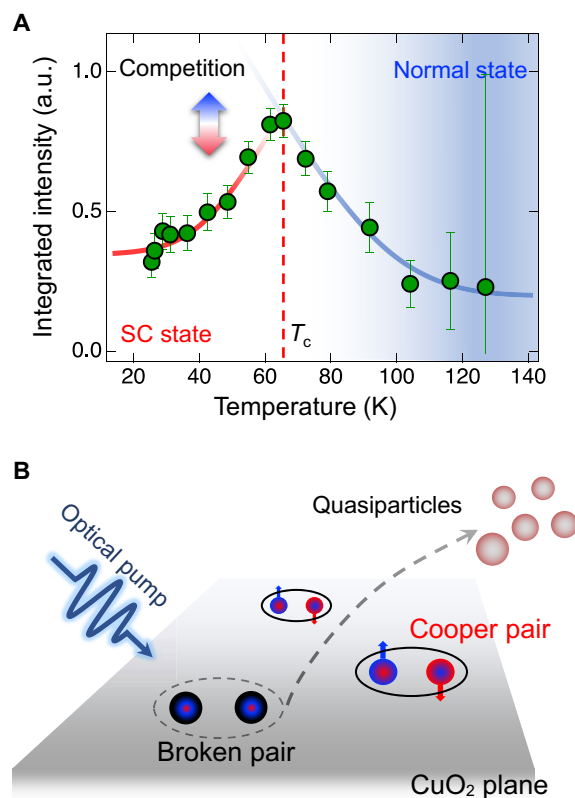 A
1.0
0.5
0.0
Integrated intensity (a.u.)
Competition
Normal state
SC state
Tc
20
40
60
80
100
120
140
Temperature (K)
B
Optical pump
Quasiparticles
Cooper pair
Broken pair
CuO₂ plane